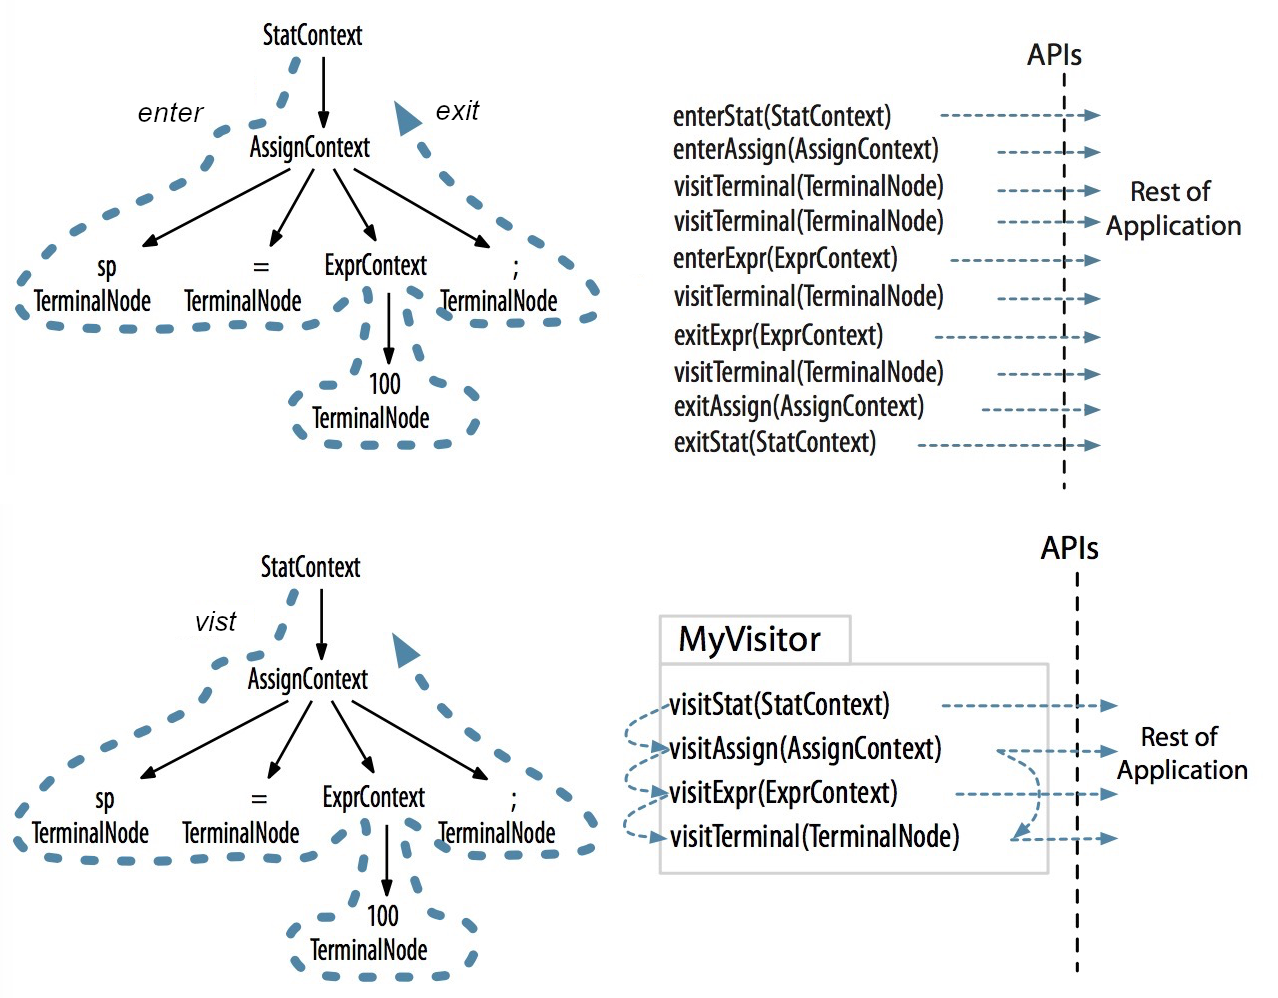 StatContext
enter
exit
AssignContext
sp = ExprContext ;
TerminalNode TerminalNode TerminalNode
100
TerminalNode
APIs
enterStat(StatContext)
enterAssign(AssignContext)
visitTerminal(TerminalNode)
visitTerminal(TerminalNode)
enterExpr(ExprContext)
visitTerminal(TerminalNode)
exitExpr(ExprContext)
visitTerminal(TerminalNode)
exitAssign(AssignContext)
exitStat(StatContext)
Rest of
Application
StatContext
vist
AssignContext
sp = ExprContext ;
TerminalNode TerminalNode TerminalNode
100
TerminalNode
APIs
MyVisitor
visitStat(StatContext)
visitAssign(AssignContext)
visitExpr(ExprContext)
visitTerminal(TerminalNode)
Rest of
Application